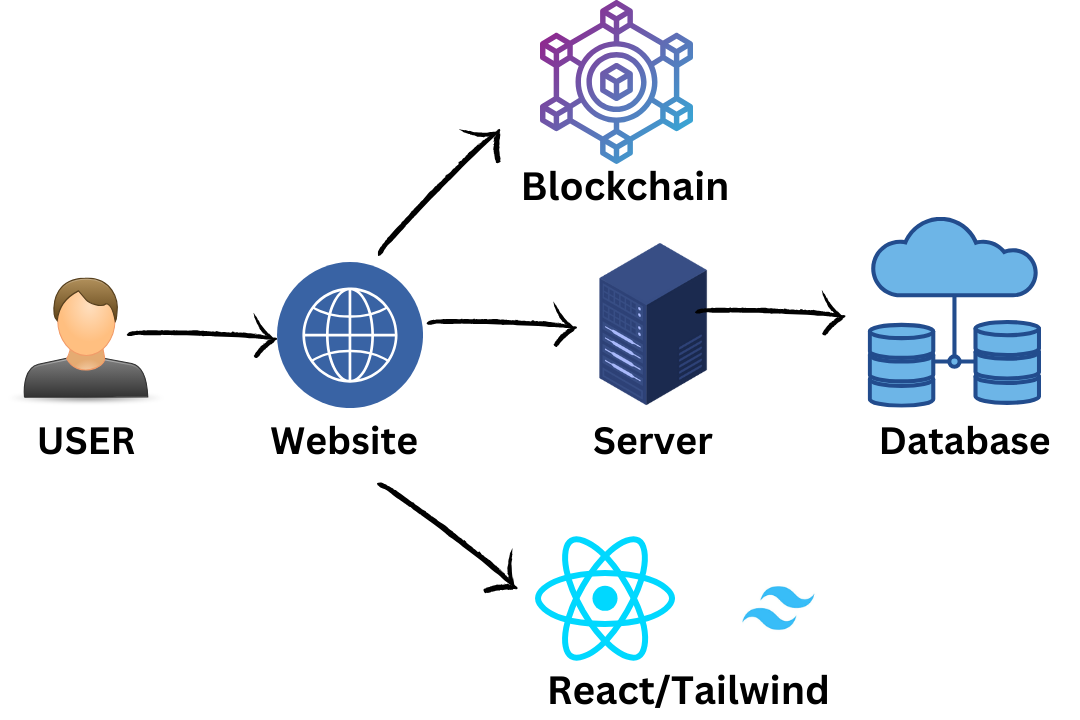 Blockchain
USER
Website
Server
Database
React/Tailwind